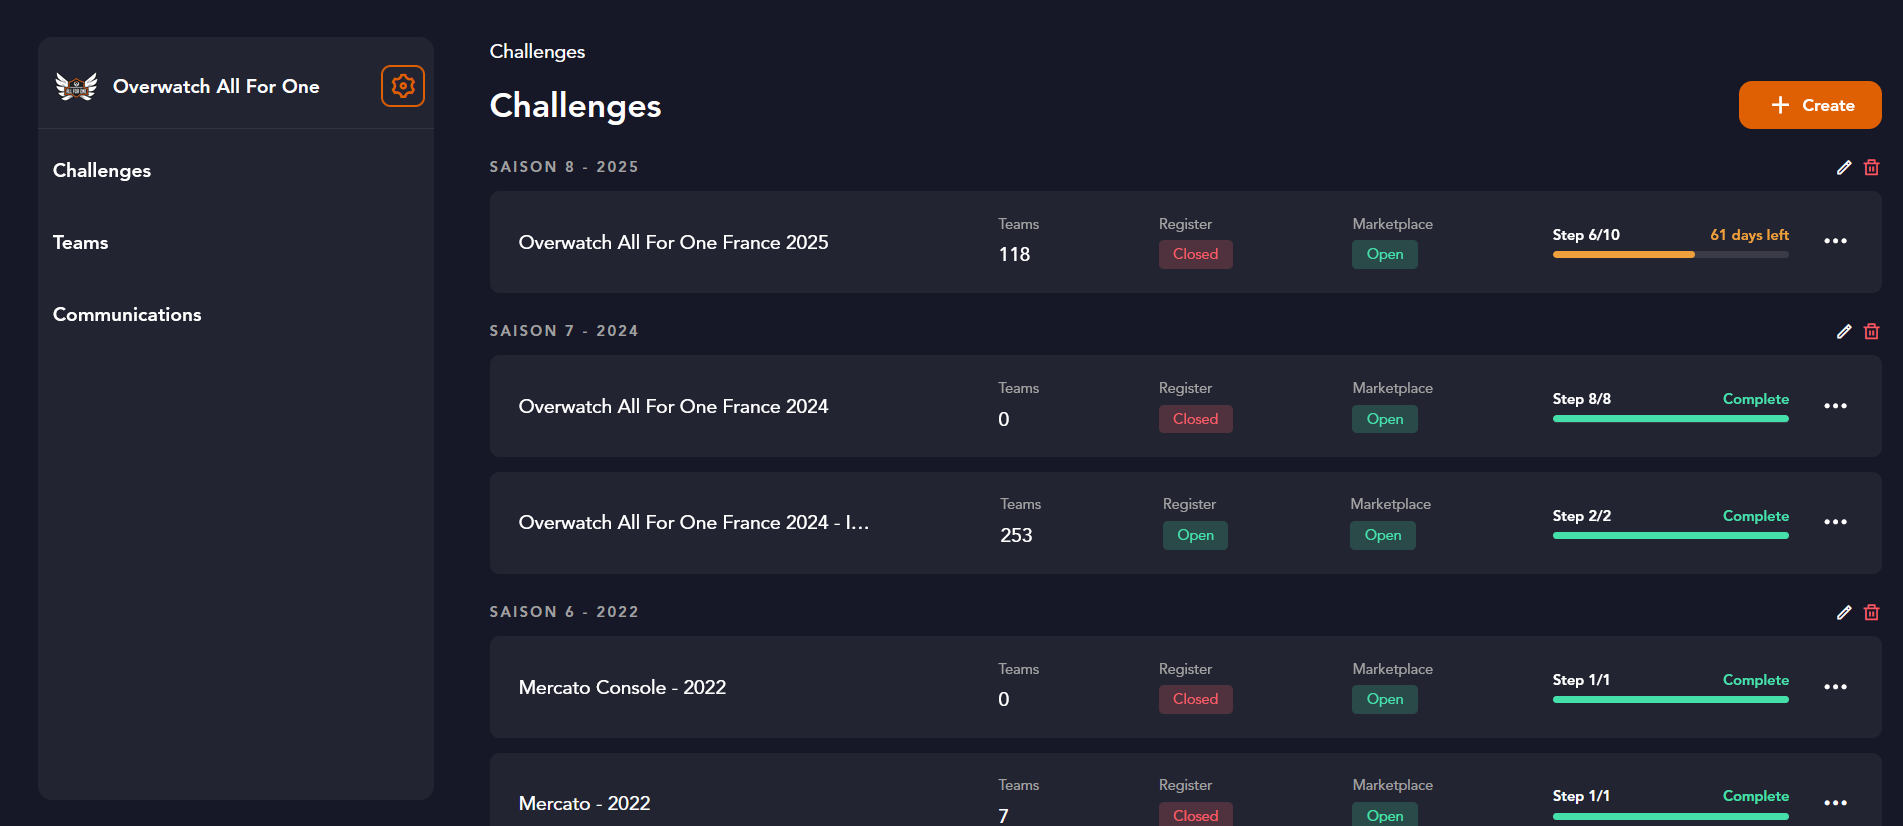 Overwatch All For One
Challenges
Teams
Communications
Challenges
Challenges
Create
SAISON 8 - 2025
Overwatch All For One France 2025
Teams
118
Register
Closed
Marketplace
Open
Step 6/10
61 days left
SAISON 7 - 2024
Overwatch All For One France 2024
Teams
0
Register
Closed
Marketplace
Open
Step 8/8
Complete
Overwatch All For One France 2024 - I...
Teams
253
Register
Open
Marketplace
Open
Step 2/2
Complete
SAISON 6 - 2022
Mercato Console - 2022
Teams
0
Register
Closed
Marketplace
Open
Step 1/1
Complete
Mercato - 2022
Teams
7
Register
Closed
Marketplace
Open
Step 1/1
Complete